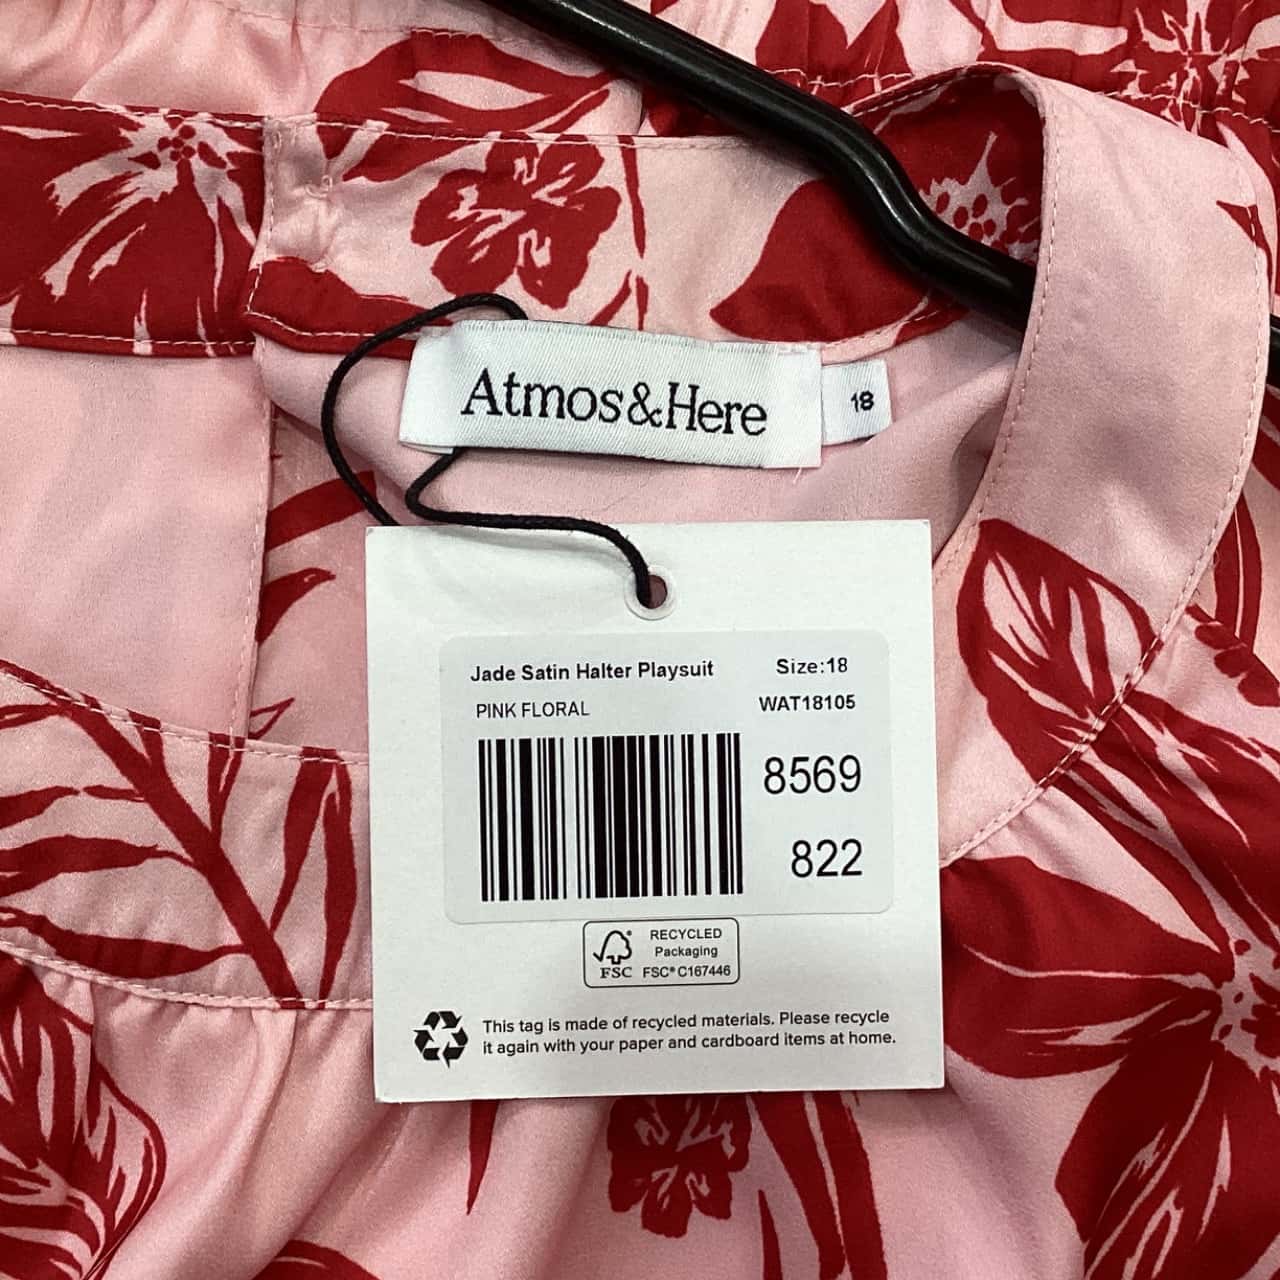 Atmos&Here
18
Jade Satin Halter Playsuit Size:18
PINK FLORAL WAT18105
8569
822
RECYCLED
Packaging
FSC FSC® C167446
This tag is made of recycled materials. Please recycle
it again with your paper and cardboard items at home.